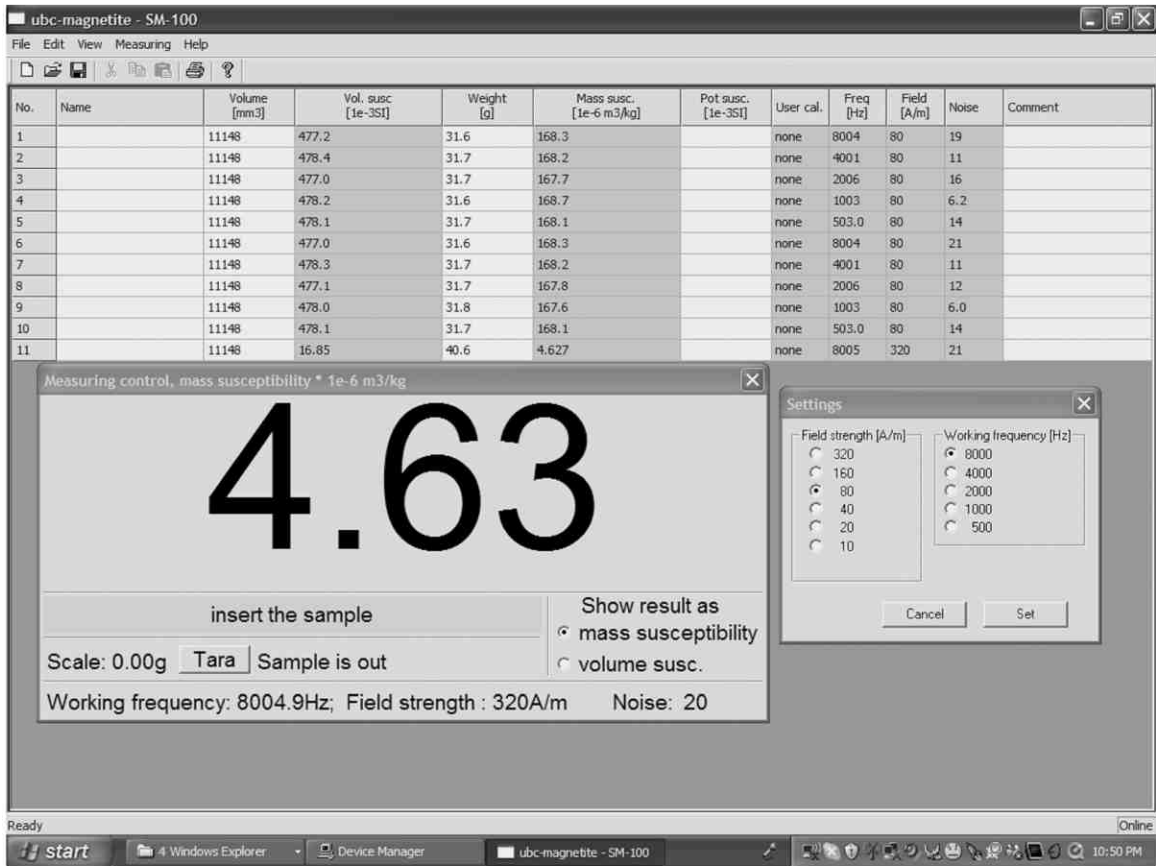 ubc-magnetite - SM-100
File Edit View Measuring Help
No. Name Volume [mm3] Vol. susc [1e-3SI] Weight [g] Mass susc. [1e-6 m3/kg] Pot susc. [1e-3SI] User cal. Freq [Hz] Field [A/m] Noise Comment
1 11148 477.2 31.6 168.3 none 8004 80 19
2 11148 478.4 31.7 168.2 none 4001 80 11
3 11148 477.0 31.7 167.7 none 2006 80 16
4 11148 478.2 31.6 168.7 none 1003 80 6.2
5 11148 478.1 31.7 168.1 none 503.0 80 14
6 11148 477.0 31.6 168.3 none 8004 80 21
7 11148 478.3 31.7 168.2 none 4001 80 11
8 11148 477.1 31.7 167.8 none 2006 80 12
9 11148 478.0 31.8 167.6 none 1003 80 6.0
10 11148 478.1 31.7 168.1 none 503.0 80 14
11 11148 16.85 40.6 4.627 none 8005 320 21
Measuring control, mass susceptibility * 1e-6 m3/kg
4.63
insert the sample
Scale: 0.00g Tara Sample is out
Show result as
mass susceptibility
volume susc.
Working frequency: 8004.9Hz; Field strength : 320A/m Noise: 20
Settings
Field strength [A/m]
320
160
80
40
20
10
Working frequency [Hz]
8000
4000
2000
1000
500
Cancel Set
Ready Online
start 4 Windows Explorer Device Manager ubc-magnetite - SM-100 10:50 PM